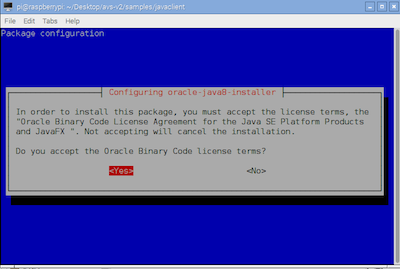 pi@raspberrypi: ~/Desktop/avs-v2/samples/javaclient
File Edit Tabs Help
Package configuration
Configuring oracle-java8-installer
In order to install this package, you must accept the license terms, the
"Oracle Binary Code License Agreement for the Java SE Platform Products
and JavaFX ". Not accepting will cancel the installation.
Do you accept the Oracle Binary Code license terms?
<Yes> <No>